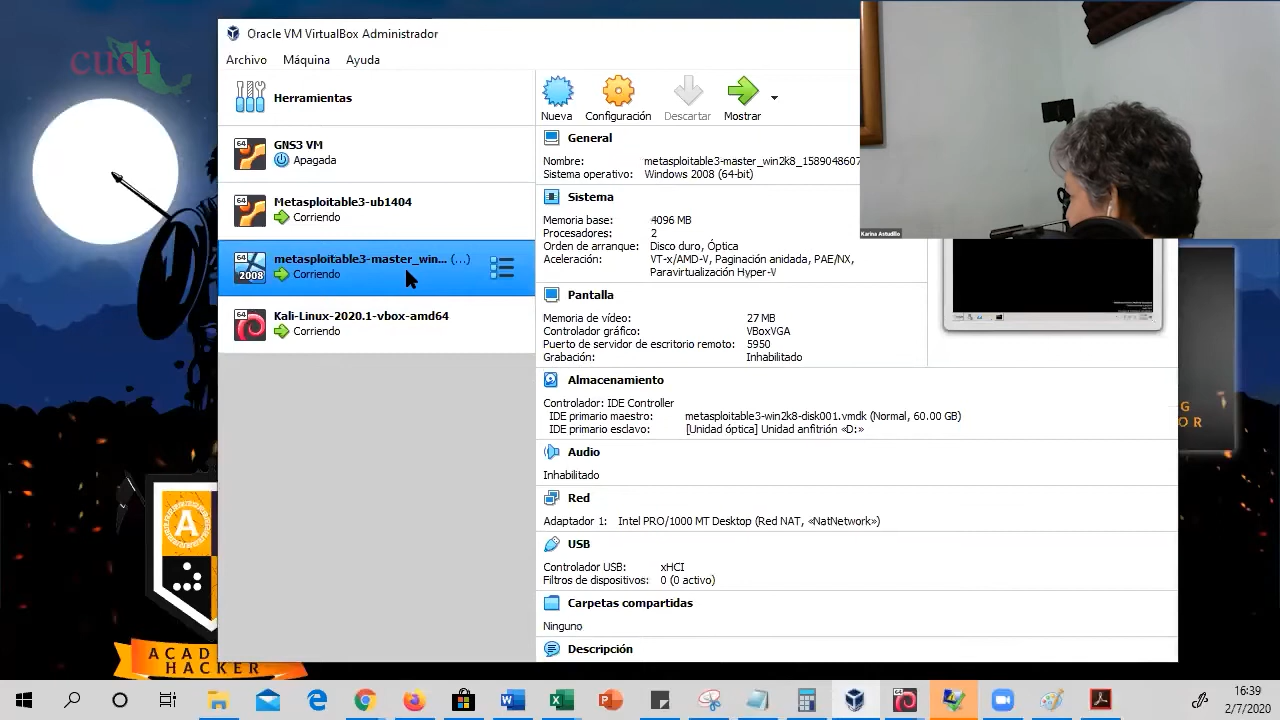 cudi
Oracle VM VirtualBox Administrador
Archivo Máquina Ayuda
Herramientas
Nueva Configuración Descartar Mostrar
64
GNS3 VM
Apagada
64
Metasploitable3-ub1404
Corriendo
64
2008
metasploitable3-master_win... (...)
Corriendo
64
Kali-Linux-2020.1-vbox-amd64
Corriendo
General
Nombre: metasploitable3-master_win2k8_1589048607
Sistema operativo: Windows 2008 (64-bit)
Sistema
Memoria base: 4096 MB
Procesadores: 2
Orden de arranque: Disco duro, Óptica
Aceleración: VT-x/AMD-V, Paginación anidada, PAE/NX,
Paravirtualización Hyper-V
Pantalla
Memoria de vídeo: 27 MB
Controlador gráfico: VBoxVGA
Puerto de servidor de escritorio remoto: 5950
Grabación: Inhabilitado
Almacenamiento
Controlador: IDE Controller
IDE primario maestro: metasploitable3-win2k8-disk001.vmdk (Normal, 60.00 GB)
IDE primario esclavo: [Unidad óptica] Unidad anfitrión «D:»
Audio
Inhabilitado
Red
Adaptador 1: Intel PRO/1000 MT Desktop (Red NAT, «NatNetwork»)
USB
Controlador USB: xHCI
Filtros de dispositivos: 0 (0 activo)
Carpetas compartidas
Ninguno
Descripción
Karina Astudillo
G
OR
A
ACAD
HACKER
16:39
2/7/2020